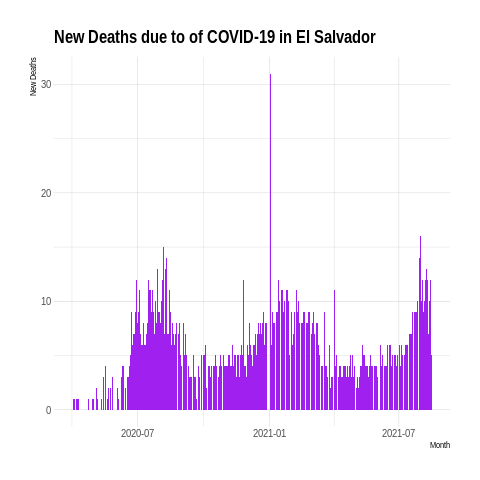 New Deaths due to of COVID-19 in El Salvador
New Deaths
30
20
10
0
2020-07
2021-01
2021-07
Month